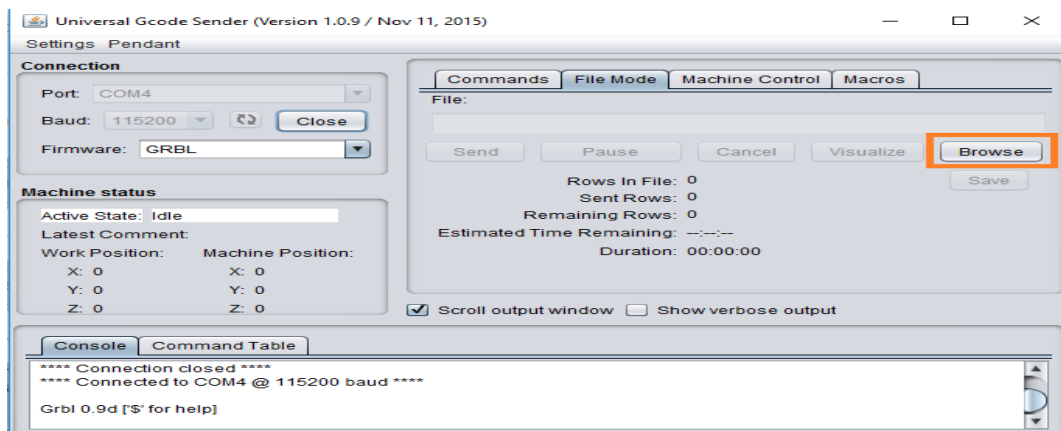 Universal Gcode Sender (Version 1.0.9 / Nov 11, 2015)
Settings Pendant
Connection
Port: COM4
Baud: 115200 Close
Firmware: GRBL
Machine status
Active State: Idle
Latest Comment:
Work Position: Machine Position:
X: 0 X: 0
Y: 0 Y: 0
Z: 0 Z: 0
Commands File Mode Machine Control Macros
File:
Send Pause Cancel Visualize Browse
Rows In File: 0 Save
Sent Rows: 0
Remaining Rows: 0
Estimated Time Remaining: --:--:--
Duration: 00:00:00
Scroll output window Show verbose output
Console Command Table
**** Connection closed ****
**** Connected to COM4 @ 115200 baud ****
Grbl 0.9d ['$' for help]